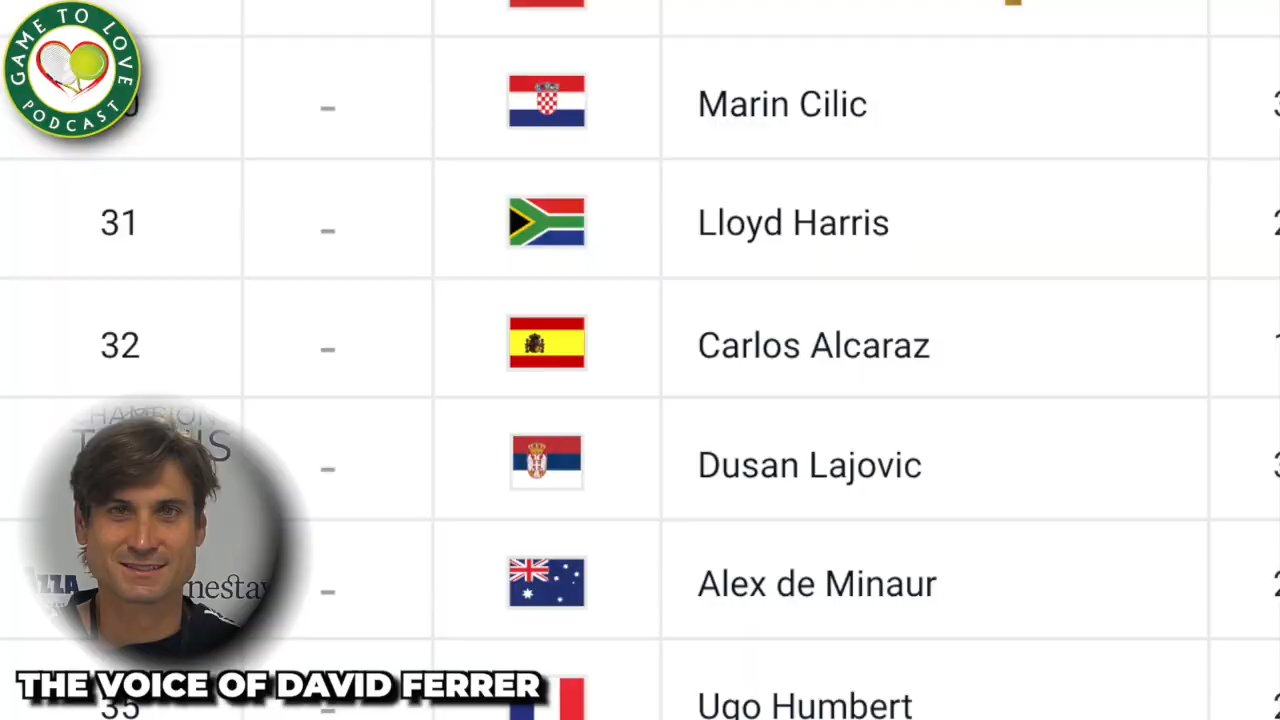 GAME TO LOVE
PODCAST
- Marin Cilic
31 - Lloyd Harris
32 - Carlos Alcaraz
- Dusan Lajovic
- Alex de Minaur
35 - Ugo Humbert
THE VOICE OF DAVID FERRER